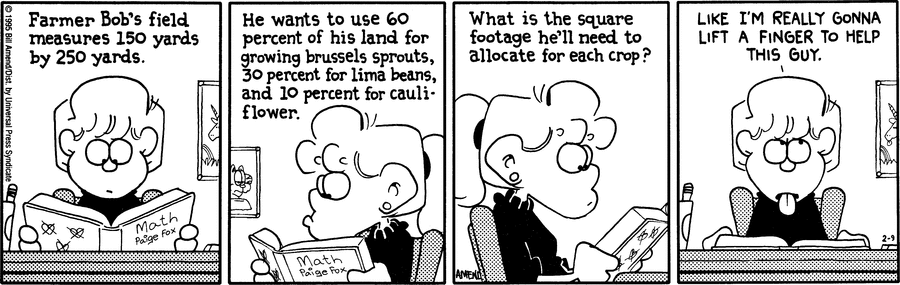 © 1995 Bill Amend/Dist. by Universal Press Syndicate
Farmer Bob's field
measures 150 yards
by 250 yards.
Math
Paige Fox
He wants to use 60
percent of his land for
growing brussels sprouts,
30 percent for lima beans,
and 10 percent for cauli-
flower.
Math
Paige Fox
What is the square
footage he'll need to
allocate for each crop?
AMEND
LIKE I'M REALLY GONNA
LIFT A FINGER TO HELP
THIS GUY.
2-9